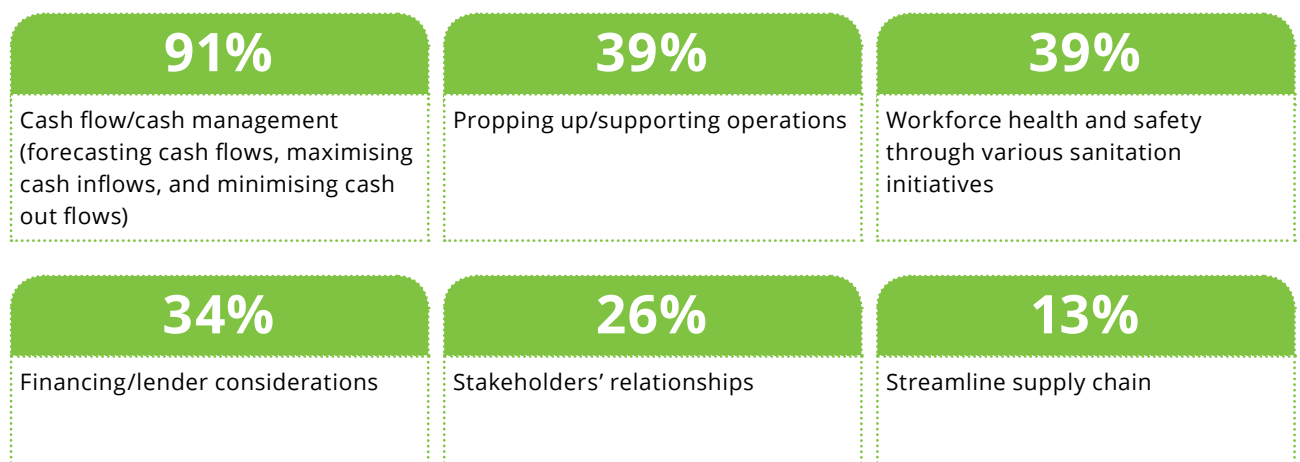 91%
Cash flow/cash management
(forecasting cash flows, maximising
cash inflows, and minimising cash
out flows)
39%
Propping up/supporting operations
39%
Workforce health and safety
through various sanitation
initiatives
34%
Financing/lender considerations
26%
Stakeholders’ relationships
13%
Streamline supply chain